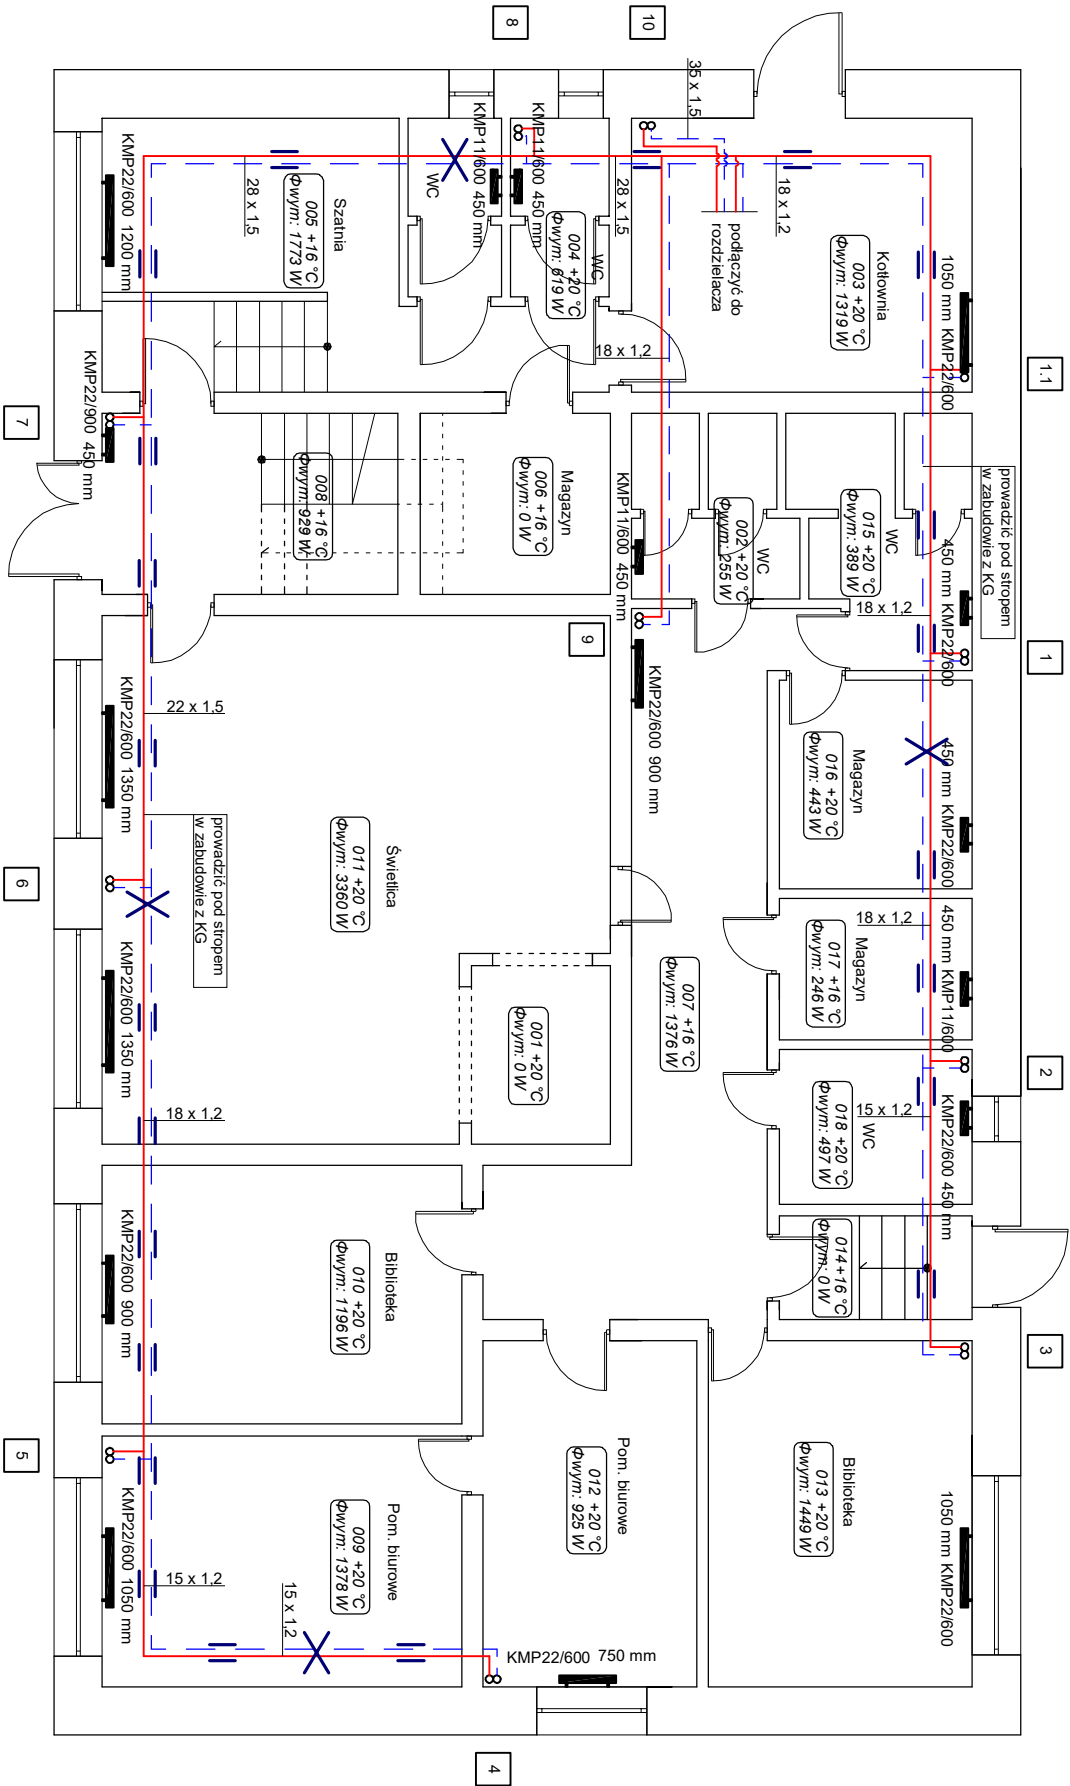 8
10
35 x 1,5
KMP11/600 450 mm
KMP11/600 450 mm
WC
28 x 1,5
WC
004 +20 °C
Φwym: 619 W
KMP22/600 1200 mm
28 x 1,5
Szatnia
005 +16 °C
Φwym: 1773 W
18 x 1,2
podłączyć do
rozdzielacza
Kotłownia
003 +20 °C
Φwym: 1319 W
1050 mm KMP22/600
18 x 1,2
1.1
7
KMP22/900 450 mm
008 +16 °C
Φwym: 929 W
Magazyn
006 +16 °C
Φwym: 0 W
KMP11/600 450 mm
WC
002 +20 °C
Φwym: 255 W
WC
015 +20 °C
Φwym: 389 W
prowadzić pod stropem
w zabudowie z KG
450 mm KMP22/600
18 x 1,2
9
1
22 x 1,5
KMP22/600 1350 mm
KMP22/600 900 mm
Magazyn
016 +20 °C
Φwym: 443 W
450 mm KMP22/600
prowadzić pod stropem
w zabudowie z KG
Świetlica
011 +20 °C
Φwym: 3360 W
6
KMP22/600 1350 mm
18 x 1,2
Magazyn
017 +16 °C
Φwym: 246 W
450 mm KMP11/600
007 +16 °C
Φwym: 1376 W
001 +20 °C
Φwym: 0 W
2
18 x 1,2
15 x 1,2
WC
018 +20 °C
Φwym: 497 W
KMP22/600 450 mm
KMP22/600 900 mm
Biblioteka
010 +20 °C
Φwym: 1196 W
014 +16 °C
Φwym: 0 W
3
5
KMP22/600 1050 mm
15 x 1,2
Pom. biurowe
009 +20 °C
Φwym: 1378 W
15 x 1,2
Pom. biurowe
012 +20 °C
Φwym: 925 W
Biblioteka
013 +20 °C
Φwym: 1449 W
1050 mm KMP22/600
KMP22/600 750 mm
4